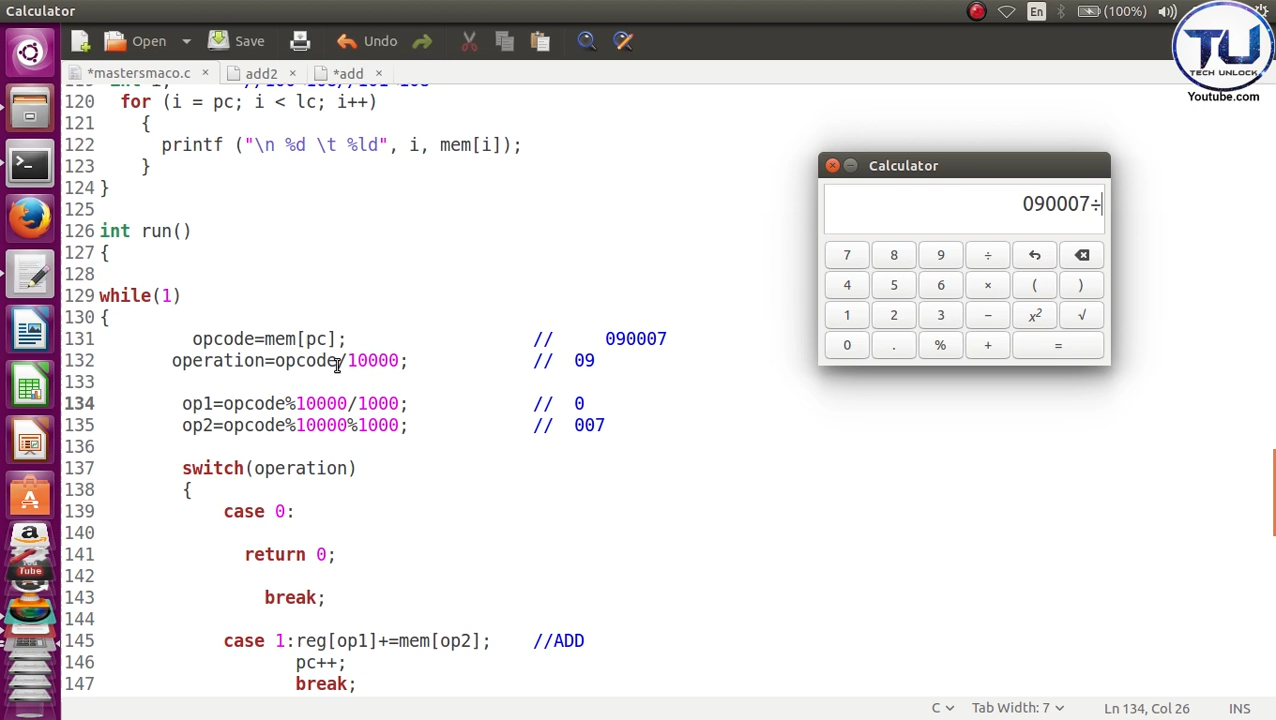 Calculator
En
(100%)
TU
TECH UNLOCK
Youtube.com
Open
Save
Undo
*mastersmaco.c ×
add2 ×
*add ×
120 for (i = pc; i < lc; i++)
121 {
122 printf ("\n %d \t %ld", i, mem[i]);
123 }
124 }
125
126 int run()
127 {
128
129 while(1)
130 {
131 opcode=mem[pc]; // 090007
132 operation=opcode/10000; // 09
133
134 op1=opcode%10000/1000; // 0
135 op2=opcode%10000%1000; // 007
136
137 switch(operation)
138 {
139 case 0:
140
141 return 0;
142
143 break;
144
145 case 1:reg[op1]+=mem[op2]; //ADD
146 pc++;
147 break;
Calculator
090007÷
7 8 9 ÷
4 5 6 × ( )
1 2 3 − x² √
0 . % + =
You
Tube
C
Tab Width: 7
Ln 134, Col 26
INS